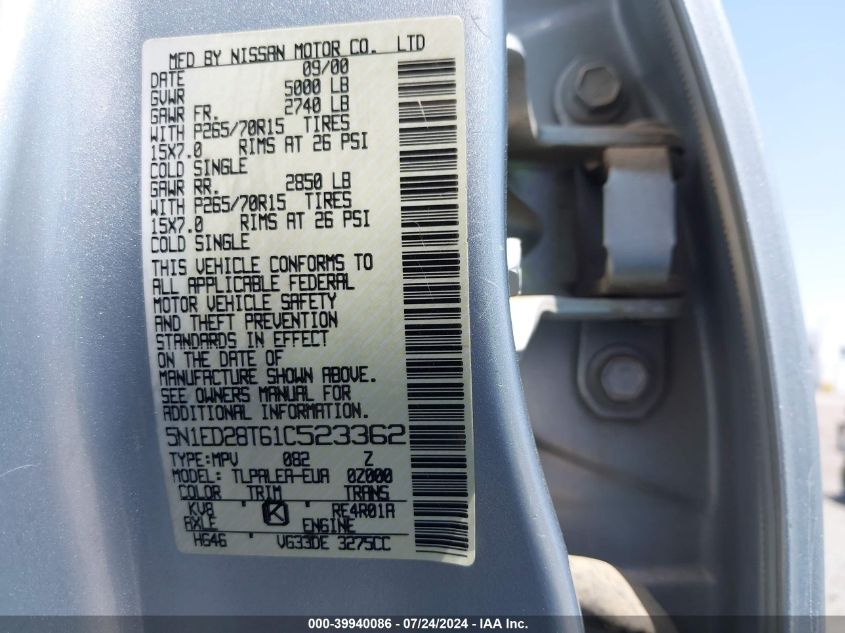 MFD BY NISSAN MOTOR CO. LTD
DATE 09/00
GVWR 5000 LB
GAWR FR. 2740 LB
WITH P265/70R15 TIRES
15X7.0 RIMS AT 26 PSI
COLD SINGLE
GAWR RR. 2850 LB
WITH P265/70R15 TIRES
15X7.0 RIMS AT 26 PSI
COLD SINGLE
THIS VEHICLE CONFORMS TO
ALL APPLICABLE FEDERAL
MOTOR VEHICLE SAFETY
AND THEFT PREVENTION
STANDARDS IN EFFECT
ON THE DATE OF
MANUFACTURE SHOWN ABOVE.
SEE OWNERS MANUAL FOR
ADDITIONAL INFORMATION.
5N1ED28T61C523362
TYPE:MPV 082 Z
MODEL: TLPALEA-EUA 0Z000
COLOR TRIM TRANS
KV8 K RE4R01A
AXLE ENGINE
HG46 VG33DE 3275CC
000-39940086 / 07/24/2024 - IAA Inc.